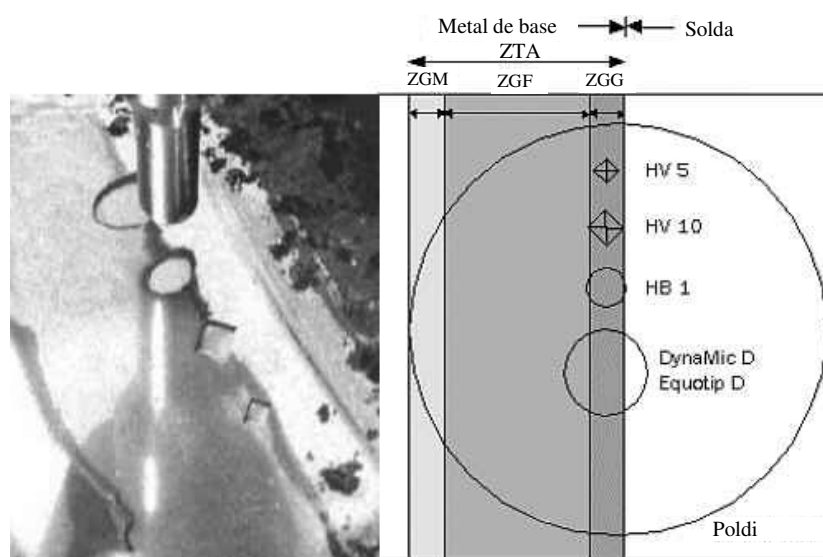 Metal de base
Solda
ZTA
ZGM
ZGF
ZGG
HV 5
HV 10
HB 1
DynaMic D
Equotip D
Poldi